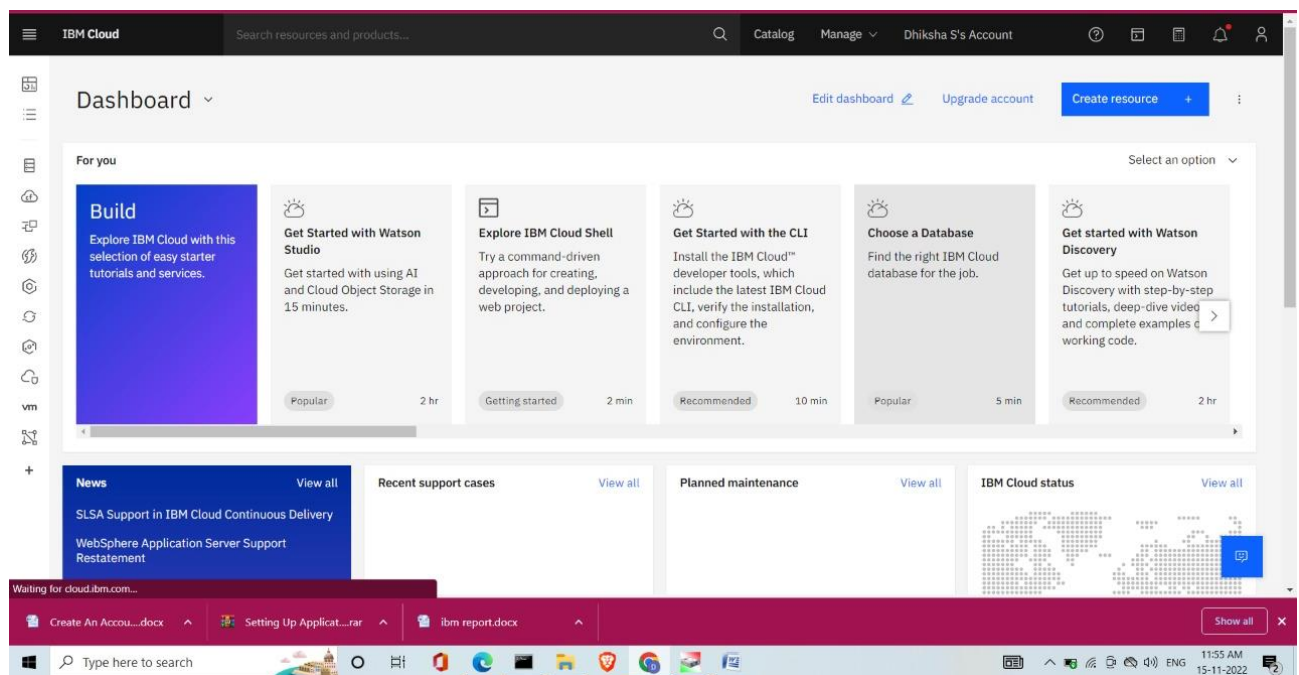 IBM Cloud
Search resources and products...
Catalog
Manage
Dhiksha S's Account
Dashboard
Edit dashboard
Upgrade account
Create resource +
For you
Select an option
Build
Explore IBM Cloud with this
selection of easy starter
tutorials and services.
Get Started with Watson
Studio
Get started with using AI
and Cloud Object Storage in
15 minutes.
Popular
2 hr
Explore IBM Cloud Shell
Try a command-driven
approach for creating,
developing, and deploying a
web project.
Getting started
2 min
Get Started with the CLI
Install the IBM Cloud™
developer tools, which
include the latest IBM Cloud
CLI, verify the installation,
and configure the
environment.
Recommended
10 min
Choose a Database
Find the right IBM Cloud
database for the job.
Popular
5 min
Get started with Watson
Discovery
Get up to speed on Watson
Discovery with step-by-step
tutorials, deep-dive video
and complete examples
working code.
Recommended
2 hr
vm
News
View all
SLSA Support in IBM Cloud Continuous Delivery
WebSphere Application Server Support
Restatement
Recent support cases
View all
Planned maintenance
View all
IBM Cloud status
View all
Waiting for cloud.ibm.com...
Create An Accou....docx
Setting Up Applicat....rar
ibm report.docx
Show all
Type here to search
ENG
11:55 AM
15-11-2022
2